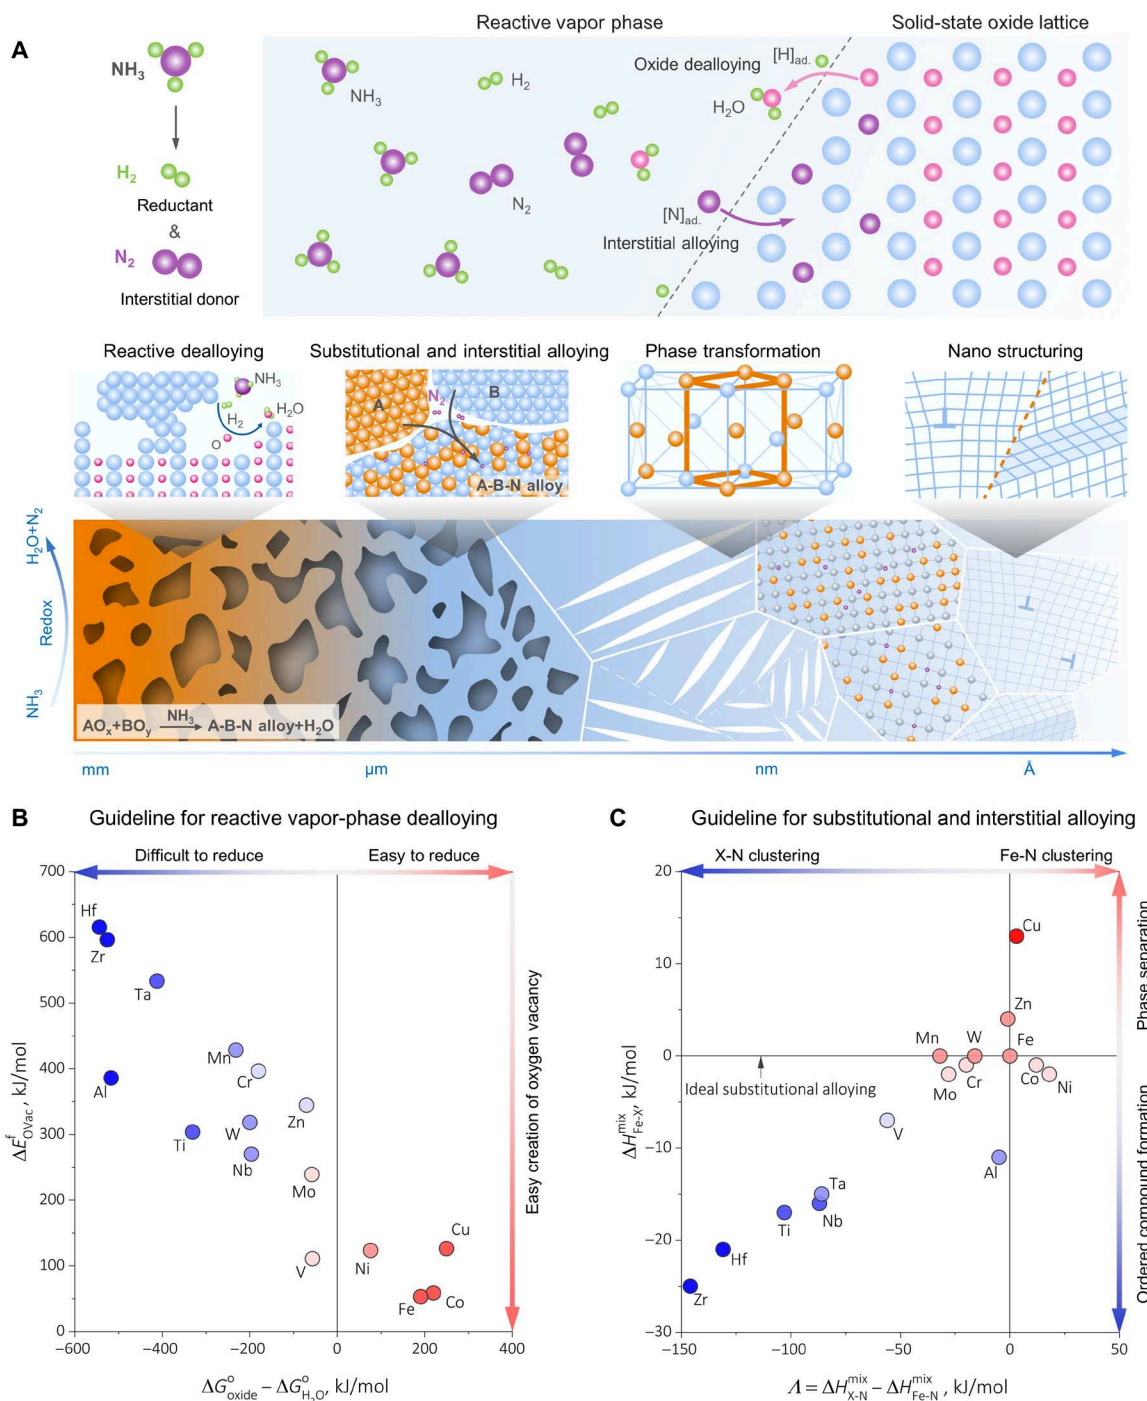 A
Reactive vapor phase
Solid-state oxide lattice
NH3
H2
Reductant
&
N2
Interstitial donor
NH3
H2
N2
Oxide dealloying
[H]ad.
H2O
[N]ad.
Interstitial alloying
Reactive dealloying
Substitutional and interstitial alloying
Phase transformation
Nano structuring
NH3
H2
H2O
O
A
N2
B
A-B-N alloy
H2O+N2
Redox
NH3
AOx+BOy NH3 A-B-N alloy+H2O
mm
µm
nm
Å
B
Guideline for reactive vapor-phase dealloying
Difficult to reduce
Easy to reduce
700
600
500
400
300
200
100
0
−600
−400
−200
0
200
400
ΔE^f_OVac, kJ/mol
ΔG^o_oxide − ΔG^o_H2O, kJ/mol
Easy creation of oxygen vacancy
Hf
Zr
Ta
Mn
Al
Cr
Ti
W
Zn
Nb
Mo
V
Ni
Cu
Fe
Co
C
Guideline for substitutional and interstitial alloying
X-N clustering
Fe-N clustering
20
10
0
−10
−20
−30
−150
−100
−50
0
50
ΔH^mix_Fe-X, kJ/mol
Λ = ΔH^mix_X-N − ΔH^mix_Fe-N, kJ/mol
Phase separation
Ordered compound formation
Ideal substitutional alloying
Cu
Zn
Mn
W
Fe
Mo
Cr
Co
Ni
V
Al
Ta
Nb
Ti
Hf
Zr